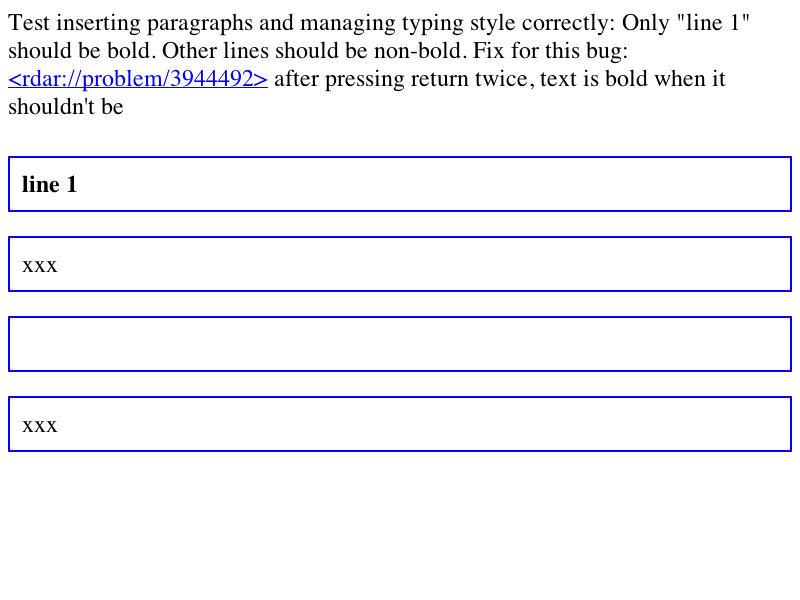 Test inserting paragraphs and managing typing style correctly: Only "line 1"
should be bold. Other lines should be non-bold. Fix for this bug:
<rdar://problem/3944492> after pressing return twice, text is bold when it
shouldn't be
line 1
xxx
xxx